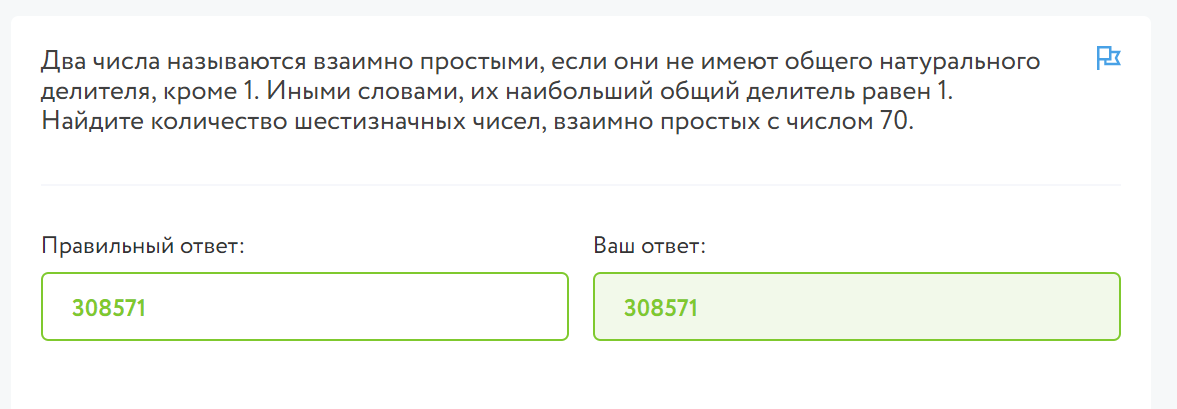 Два числа называются взаимно простыми, если они не имеют общего натурального
делителя, кроме 1. Иными словами, их наибольший общий делитель равен 1.
Найдите количество шестизначных чисел, взаимно простых с числом 70.
Правильный ответ:
308571
Ваш ответ:
308571